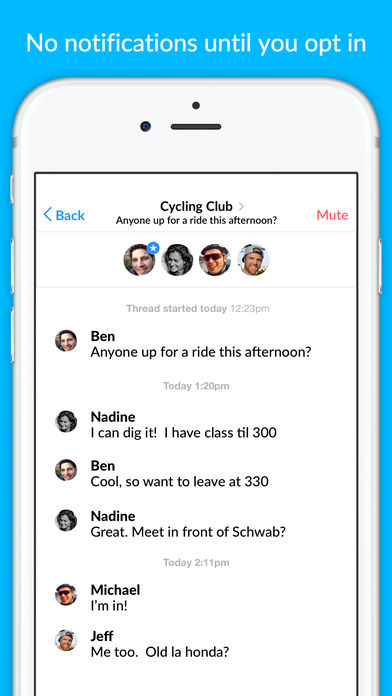 No notifications until you opt in
Back
Cycling Club
Mute
Anyone up for a ride this afternoon?
Thread started today 12:23pm
Ben
Anyone up for a ride this afternoon?
Today 1:20pm
Nadine
I can dig it!  I have class til 300
Ben
Cool, so want to leave at 330
Nadine
Great. Meet in front of Schwab?
Today 2:11pm
Michael
I'm in!
Jeff
Me too.  Old la honda?